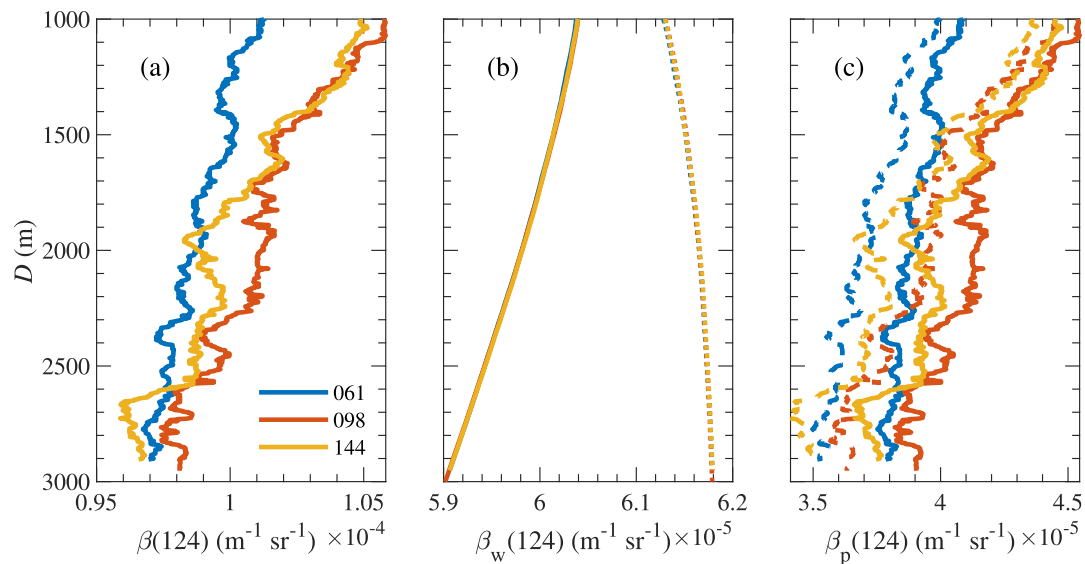 1000
1500
2000
2500
3000
D (m)
(a)
061
098
144
0.95 1 1.05
β(124) (m⁻¹ sr⁻¹) ×10⁻⁴
(b)
5.9 6 6.1 6.2
β_w(124) (m⁻¹ sr⁻¹) ×10⁻⁵
(c)
3.5 4 4.5
β_p(124) (m⁻¹ sr⁻¹) ×10⁻⁵